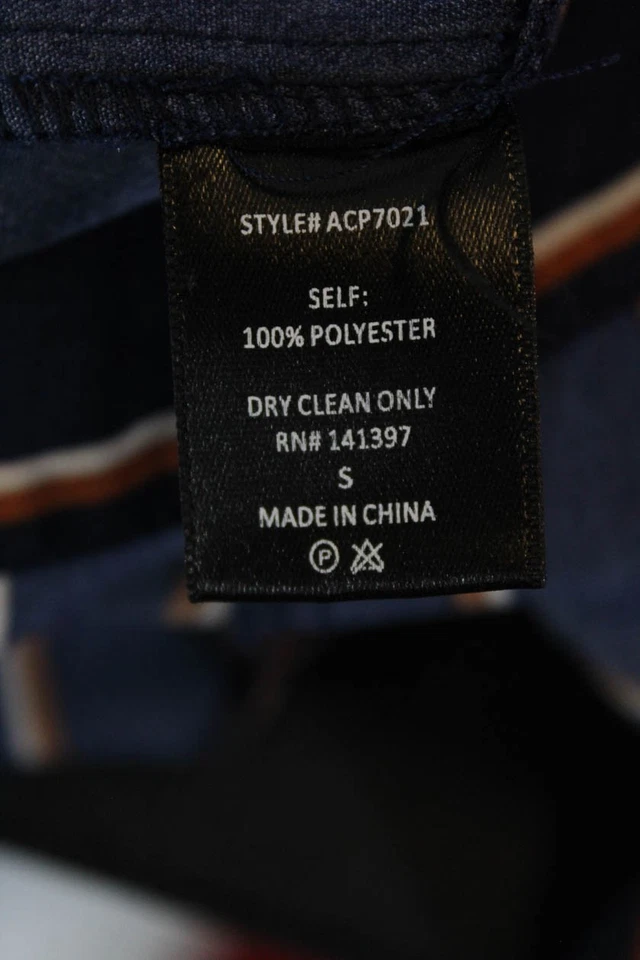 STYLE# ACP7021
SELF:
100% POLYESTER
DRY CLEAN ONLY
RN# 141397
S
MADE IN CHINA
P